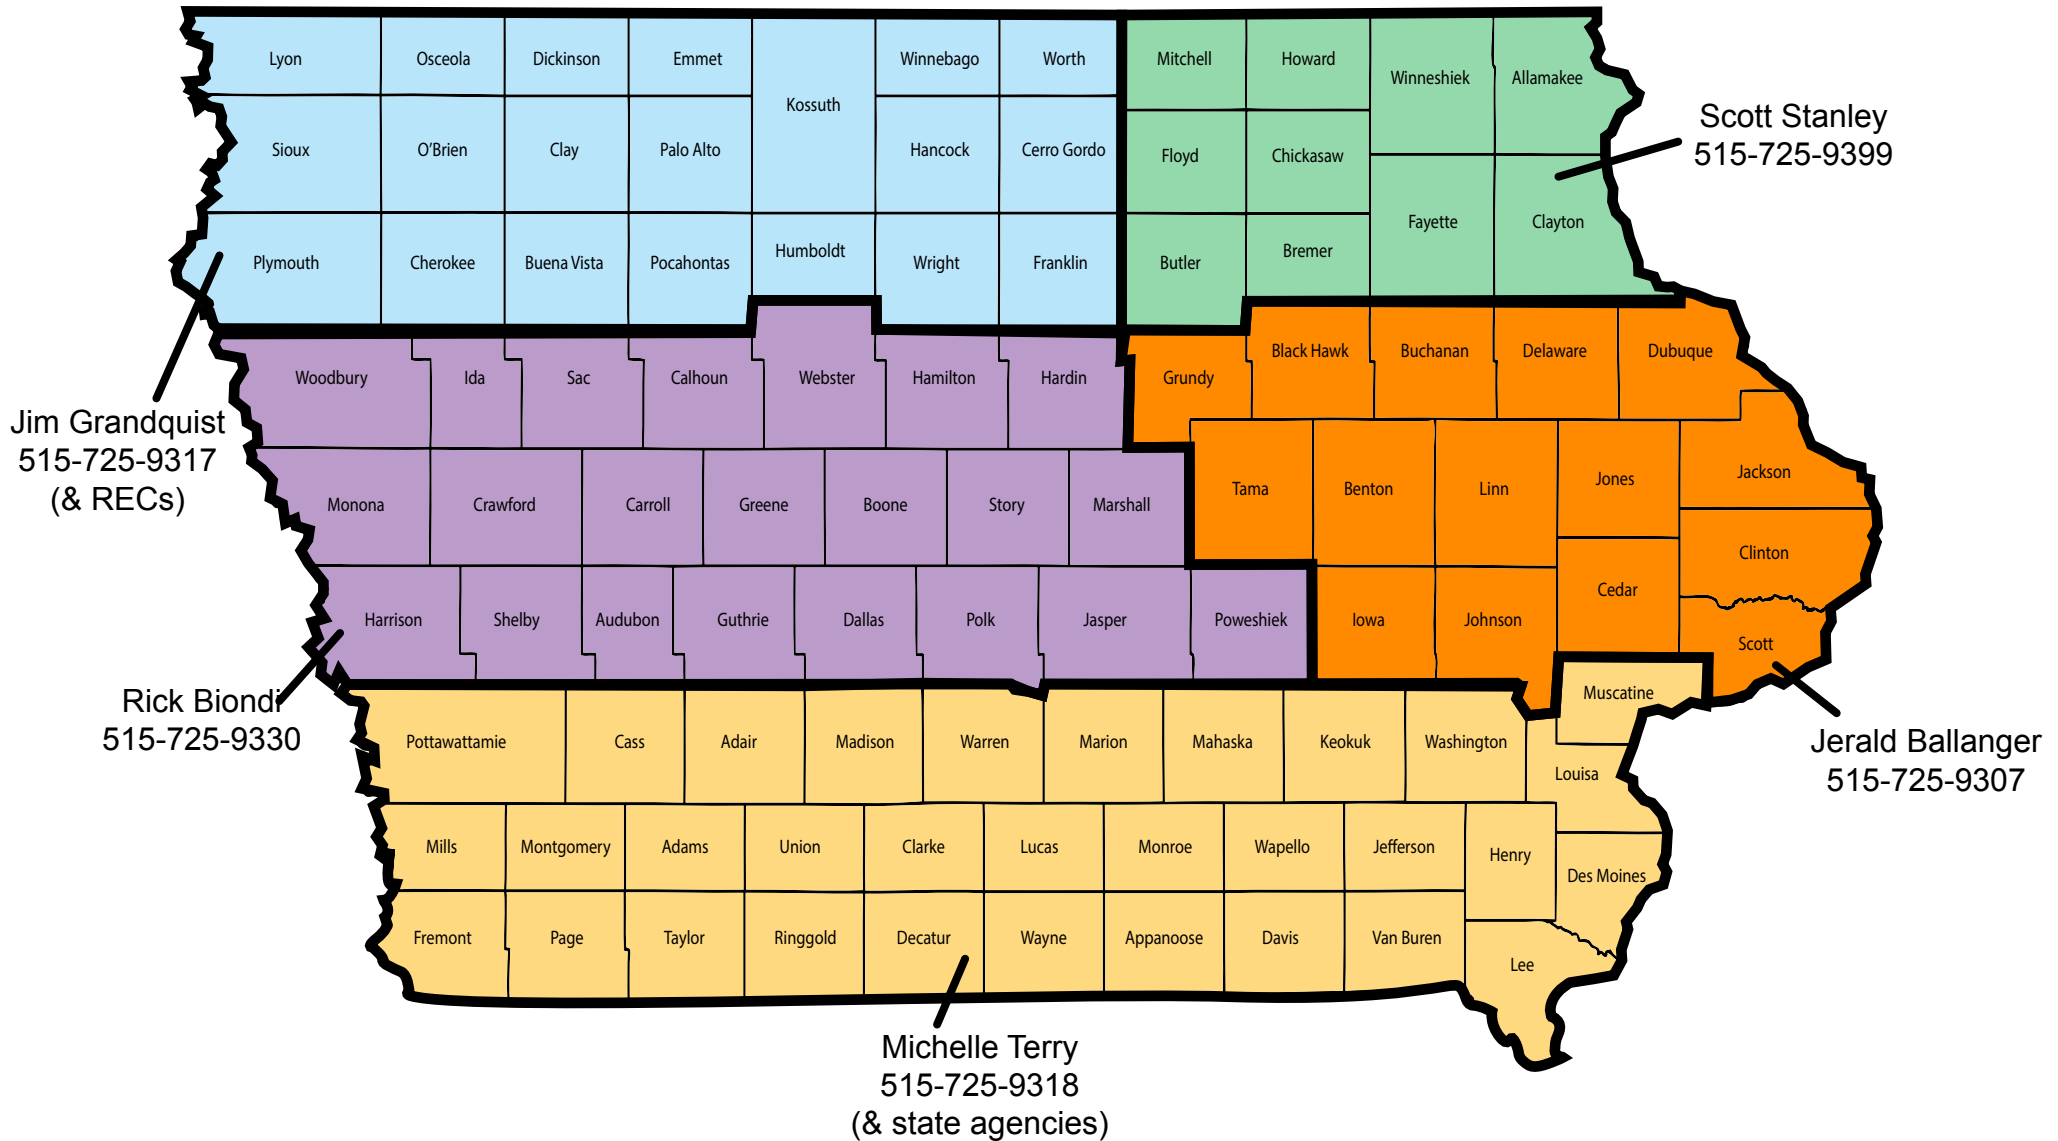 Lyon
Osceola
Dickinson
Emmet
Kossuth
Winnebago
Worth
Mitchell
Howard
Winneshiek
Allamakee
Sioux
O'Brien
Clay
Palo Alto
Hancock
Cerro Gordo
Floyd
Chickasaw
Fayette
Clayton
Plymouth
Cherokee
Buena Vista
Pocahontas
Humboldt
Wright
Franklin
Butler
Bremer
Scott Stanley
515-725-9399
Woodbury
Ida
Sac
Calhoun
Webster
Hamilton
Hardin
Grundy
Black Hawk
Buchanan
Delaware
Dubuque
Jim Grandquist
515-725-9317
(& RECs)
Monona
Crawford
Carroll
Greene
Boone
Story
Marshall
Tama
Benton
Linn
Jones
Jackson
Clinton
Harrison
Shelby
Audubon
Guthrie
Dallas
Polk
Jasper
Poweshiek
Iowa
Johnson
Cedar
Scott
Rick Biondi
515-725-9330
Muscatine
Jerald Ballanger
515-725-9307
Pottawattamie
Cass
Adair
Madison
Warren
Marion
Mahaska
Keokuk
Washington
Louisa
Mills
Montgomery
Adams
Union
Clarke
Lucas
Monroe
Wapello
Jefferson
Henry
Des Moines
Fremont
Page
Taylor
Ringgold
Decatur
Wayne
Appanoose
Davis
Van Buren
Lee
Michelle Terry
515-725-9318
(& state agencies)